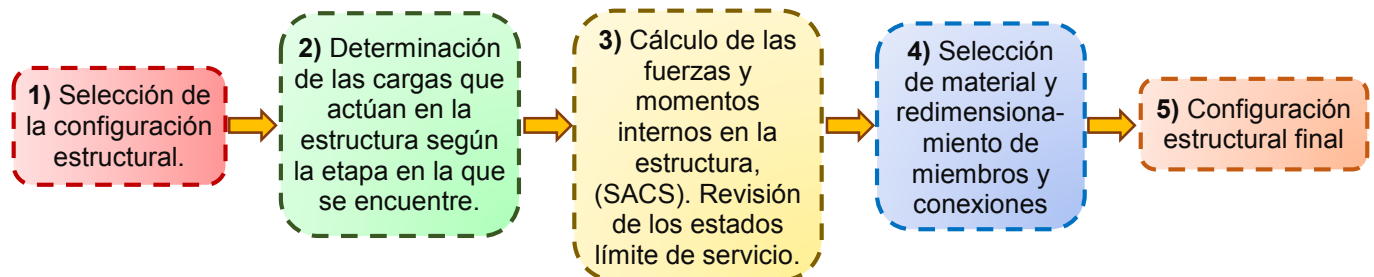 1) Selección de
la configuración
estructural.
2) Determinación
de las cargas que
actúan en la
estructura según
la etapa en la que
se encuentre.
3) Cálculo de las
fuerzas y
momentos
internos en la
estructura,
(SACS). Revisión
de los estados
límite de servicio.
4) Selección
de material y
redimensiona-
miento de
miembros y
conexiones
5) Configuración
estructural final